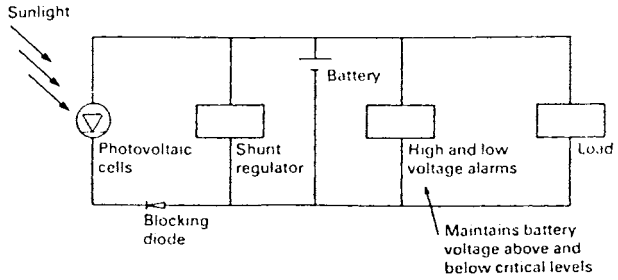 Sunlight
Battery
Photovoltaic
cells
Shunt
regulator
High and low
voltage alarms
Load
Blocking
diode
Maintains battery
voltage above and
below critical levels